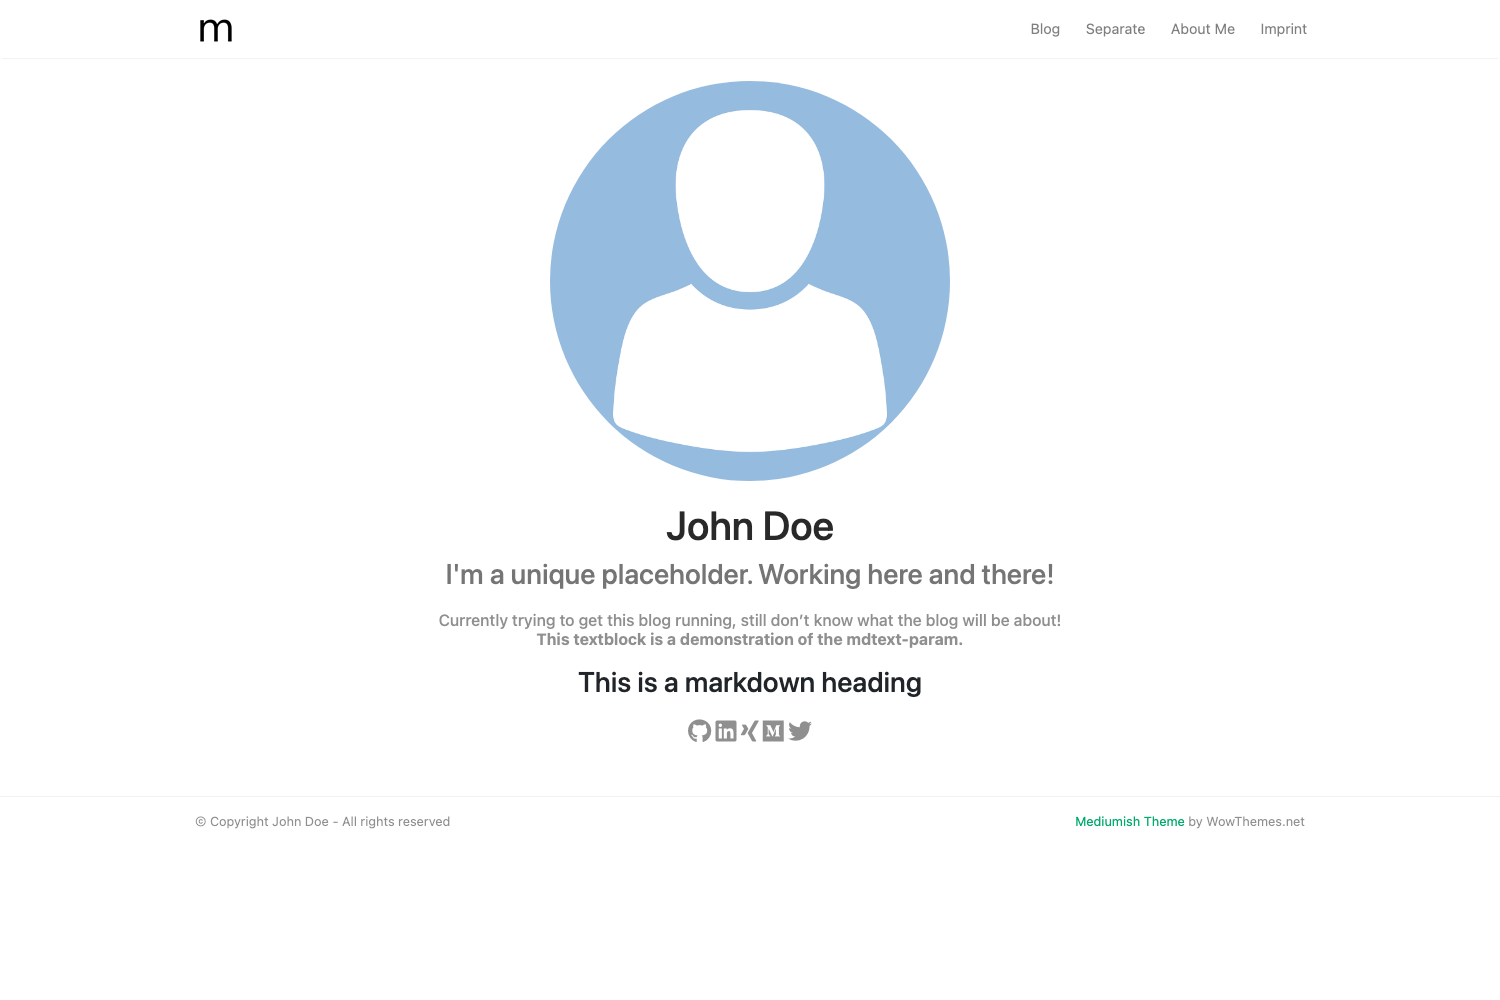 m
Blog Separate About Me Imprint
John Doe
I'm a unique placeholder. Working here and there!
Currently trying to get this blog running, still don’t know what the blog will be about!
This textblock is a demonstration of the mdtext-param.
This is a markdown heading
© Copyright John Doe - All rights reserved
Mediumish Theme by WowThemes.net